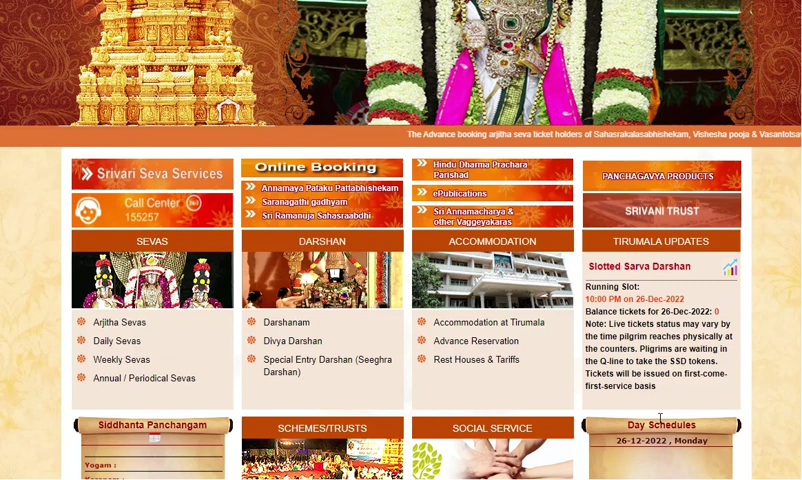 The Advance booking arjitha seva ticket holders of Sahasrakalasabhishekam, Vishesha pooja & Vasantotsa
Srivari Seva Services
Call Center
155257
Online Booking
Annamaya Pataku Pattabhishekam
Saranagathi gadhyam
Sri Ramanuja Sahasraabdhi
Hindu Dharma Prachara
Parishad
ePublications
Sri Annamacharya &
other Vaggeyakaras
PANCHAGAVYA PRODUCTS
SRIVANI TRUST
SEVAS
Arjitha Sevas
Daily Sevas
Weekly Sevas
Annual / Periodical Sevas
DARSHAN
Darshanam
Divya Darshan
Special Entry Darshan (Seeghra
Darshan)
ACCOMMODATION
Accommodation at Tirumala
Advance Reservation
Rest Houses & Tariffs
TIRUMALA UPDATES
Slotted Sarva Darshan
Running Slot:
10:00 PM on 26-Dec-2022
Balance tickets for 26-Dec-2022: 0
Note: Live tickets status may vary by
the time pilgrim reaches physically at
the counters. Pligrims are waiting in
the Q-line to take the SSD tokens.
Tickets will be issued on first-come-
first-service basis
Siddhanta Panchangam
Yogam :
SCHEMES/TRUSTS
SOCIAL SERVICE
Day Schedules
26-12-2022 , Monday